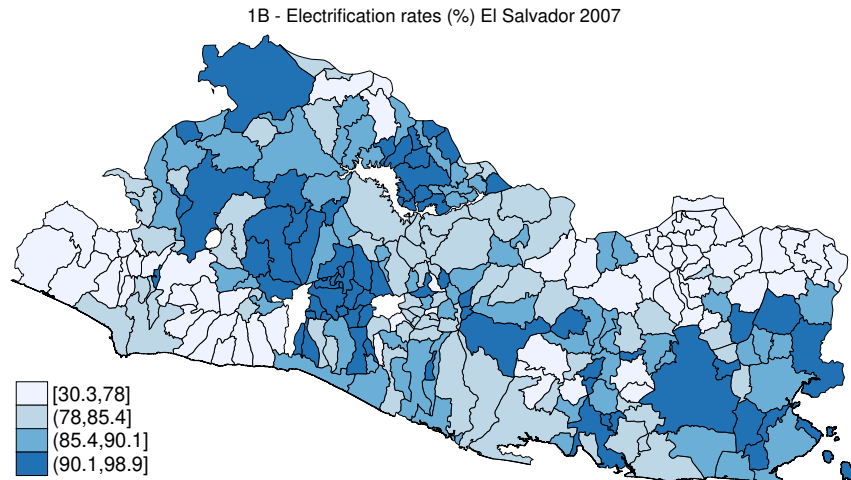 1B - Electrification rates (%) El Salvador 2007
[30.3,78]
(78,85.4]
(85.4,90.1]
(90.1,98.9]